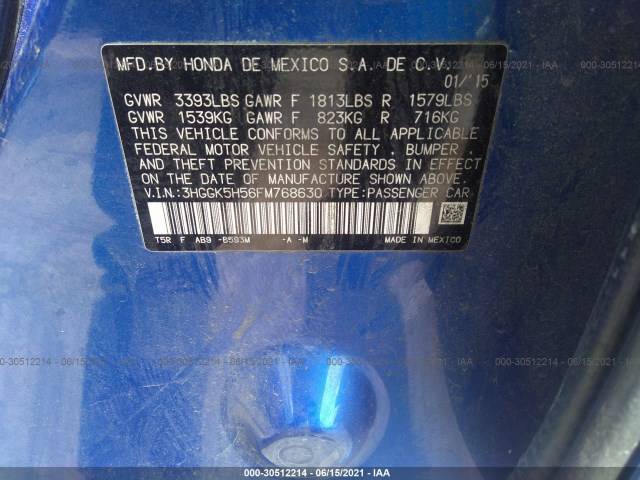 MFD.BY HONDA DE MEXICO S.A. DE C.V.
01/'15
GVWR 3393LBS GAWR F 1813LBS R 1579LBS
GVWR 1539KG GAWR F 823KG R 716KG
THIS VEHICLE CONFORMS TO ALL APPLICABLE
FEDERAL MOTOR VEHICLE SAFETY, BUMPER,
AND THEFT PREVENTION STANDARDS IN EFFECT
ON THE DATE OF MANUFACTURE SHOWN ABOVE.
V.I.N.:3HGGK5H56FM768630 TYPE:PASSENGER CAR
T5R F AB9 -B593M -A -M MADE IN MEXICO
000-30512214 - 06/15/2021 - IAA